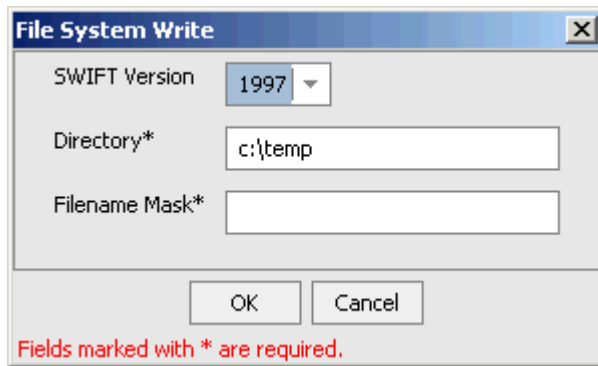 File System Write
SWIFT Version 1997
Directory* c:\temp
Filename Mask*
OK Cancel
Fields marked with * are required.